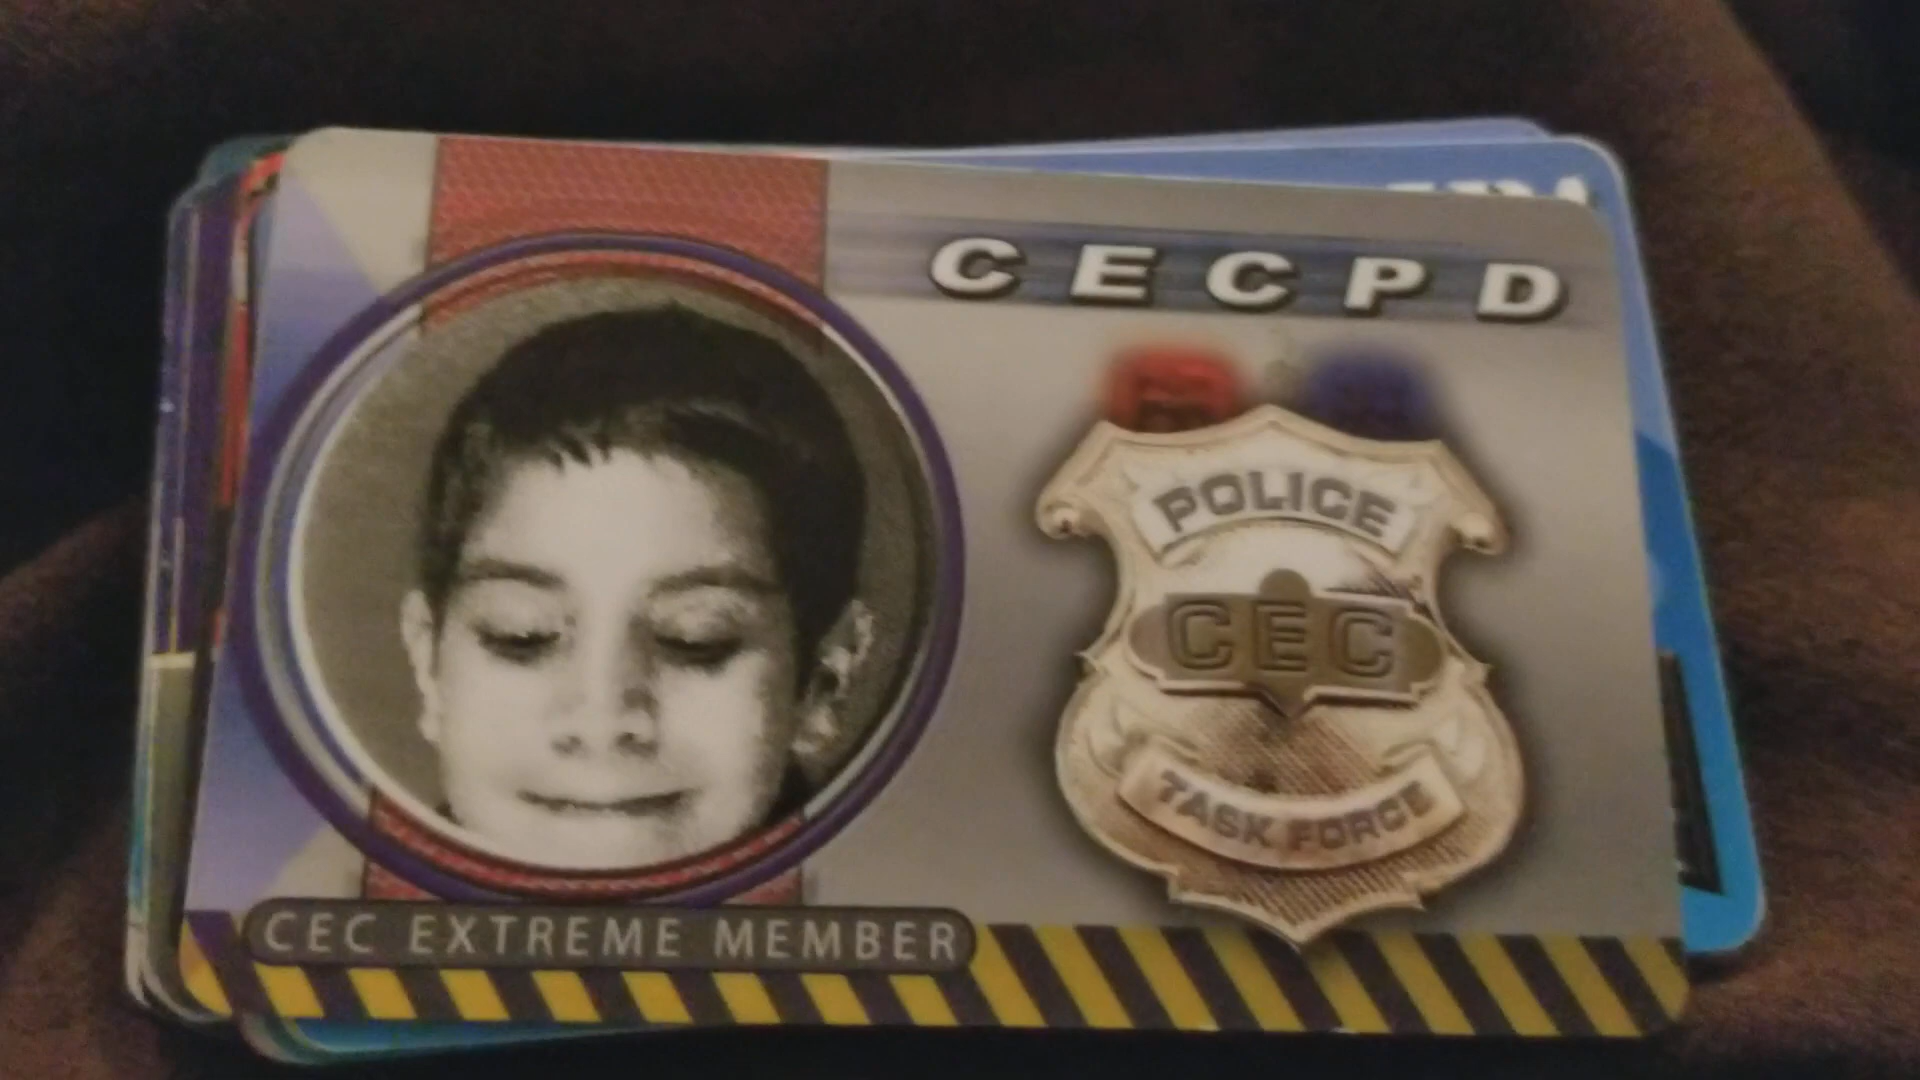 CECPD
POLICE
CEC
TASK FORCE
CEC EXTREME MEMBER